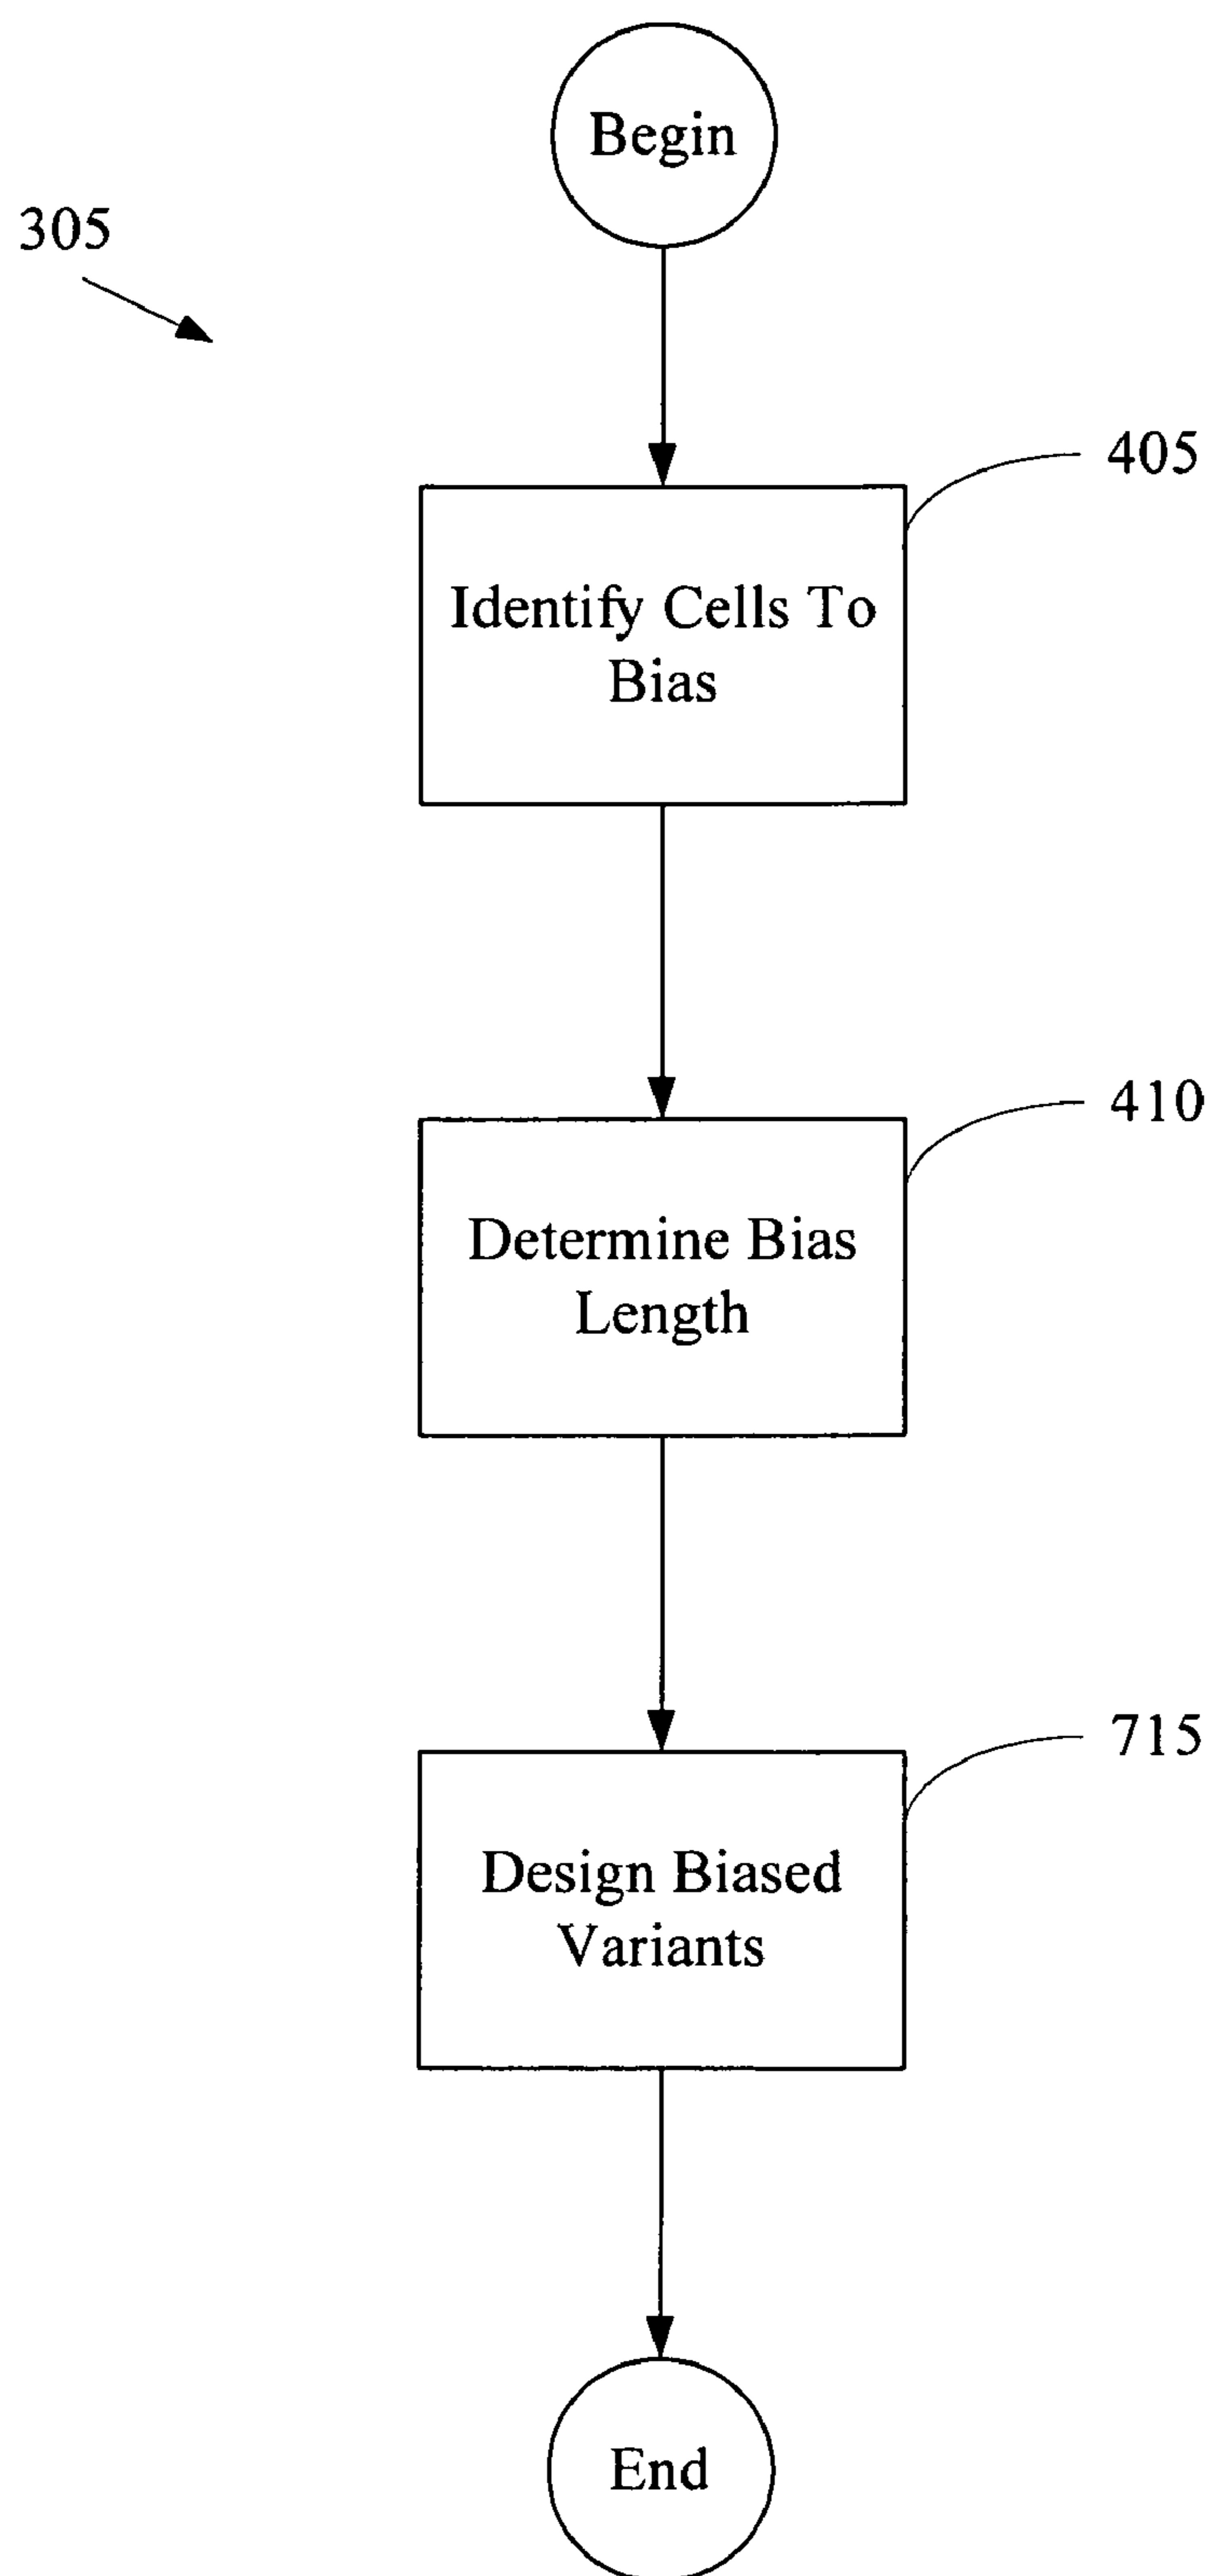 Begin
305
405
Identify Cells To
Bias
410
Determine Bias
Length
715
Design Biased
Variants
End